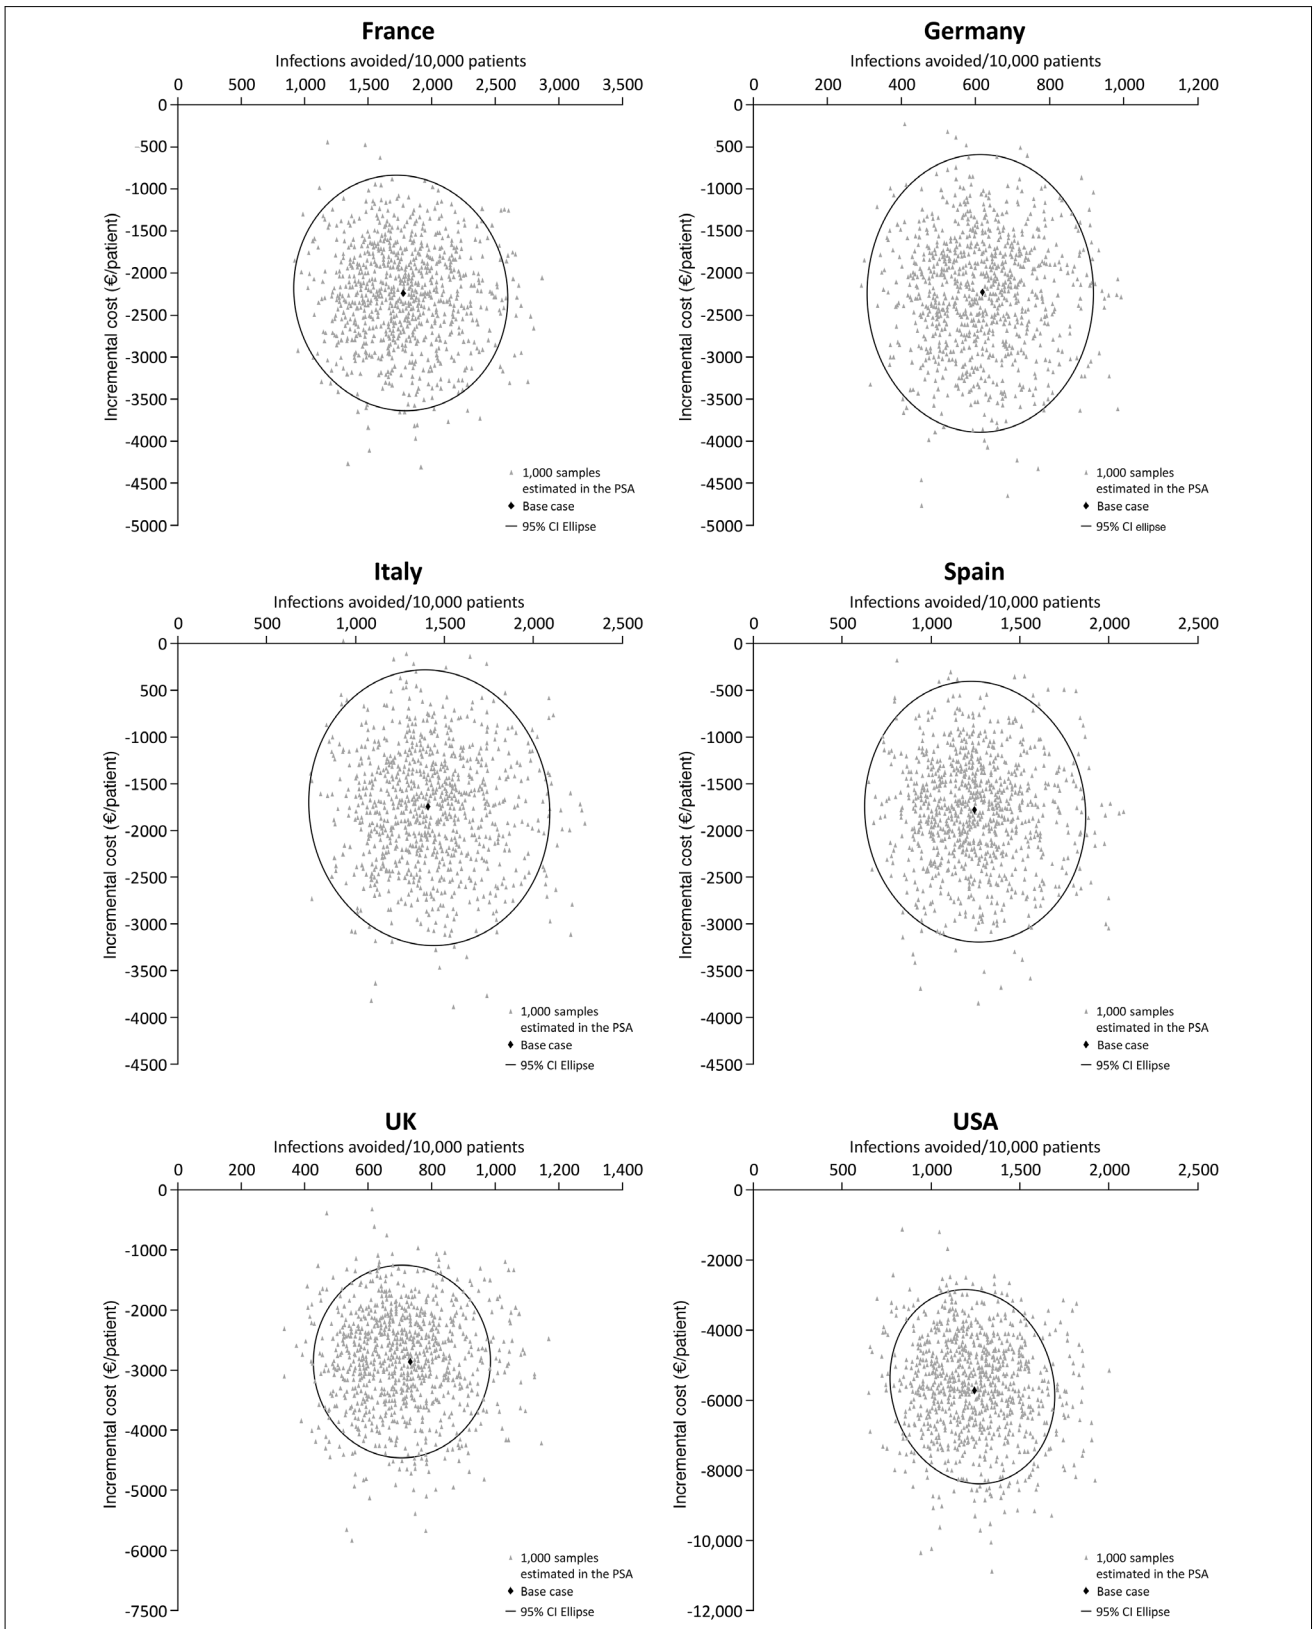 France
Infections avoided/10,000 patients
0 500 1,000 1,500 2,000 2,500 3,000 3,500
0
-500
-1000
-1500
-2000
-2500
-3000
-3500
-4000
-4500
-5000
Incremental cost (€/patient)
1,000 samples
estimated in the PSA
Base case
95% CI Ellipse
Germany
Infections avoided/10,000 patients
0 200 400 600 800 1,000 1,200
0
500
-1000
-1500
-2000
-2500
-3000
-3500
-4000
-4500
-5000
Incremental cost (€/patient)
1,000 samples
estimated in the PSA
Base case
95% CI ellipse
Italy
Infections avoided/10,000 patients
0 500 1,000 1,500 2,000 2,500
0
500
-1000
-1500
-2000
-2500
-3000
-3500
-4000
-4500
Incremental cost (€/patient)
1,000 samples
estimated in the PSA
Base case
95% CI Ellipse
Spain
Infections avoided/10,000 patients
0 500 1,000 1,500 2,000 2,500
0
-500
-1000
-1500
-2000
-2500
-3000
-3500
-4000
-4500
Incremental cost (€/patient)
1,000 samples
estimated in the PSA
Base case
95% CI Ellipse
UK
Infections avoided/10,000 patients
0 200 400 600 800 1,000 1,200 1,400
0
-1000
-2000
-3000
-4000
-5000
-6000
-7500
Incremental cost (€/patient)
1,000 samples
estimated in the PSA
Base case
95% CI Ellipse
USA
Infections avoided/10,000 patients
0 500 1,000 1,500 2,000 2,500
0
-2000
-4000
-6000
-8000
-10,000
-12,000
Incremental cost (€/patient)
1,000 samples
estimated in the PSA
Base case
95% CI Ellipse